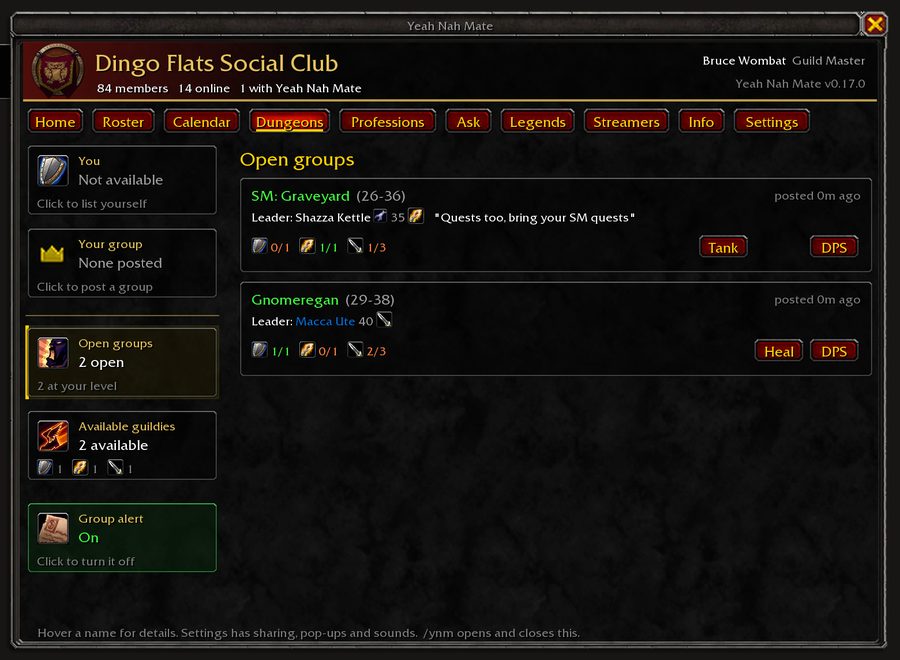 Yeah Nah Mate
Dingo Flats Social Club
84 members 14 online 1 with Yeah Nah Mate
Bruce Wombat Guild Master
Yeah Nah Mate v0.17.0
Home Roster Calendar Dungeons Professions Ask Legends Streamers Info Settings
You
Not available
Click to list yourself
Your group
None posted
Click to post a group
Open groups
2 open
2 at your level
Available guildies
2 available
1 1 1
Group alert
On
Click to turn it off
Open groups
SM: Graveyard (26-36)
posted 0m ago
Leader: Shazza Kettle 35 "Quests too, bring your SM quests"
0/1 1/1 1/3
Tank DPS
Gnomeregan (29-38)
posted 0m ago
Leader: Macca Ute 40
1/1 0/1 2/3
Heal DPS
Hover a name for details. Settings has sharing, pop-ups and sounds. /ynm opens and closes this.